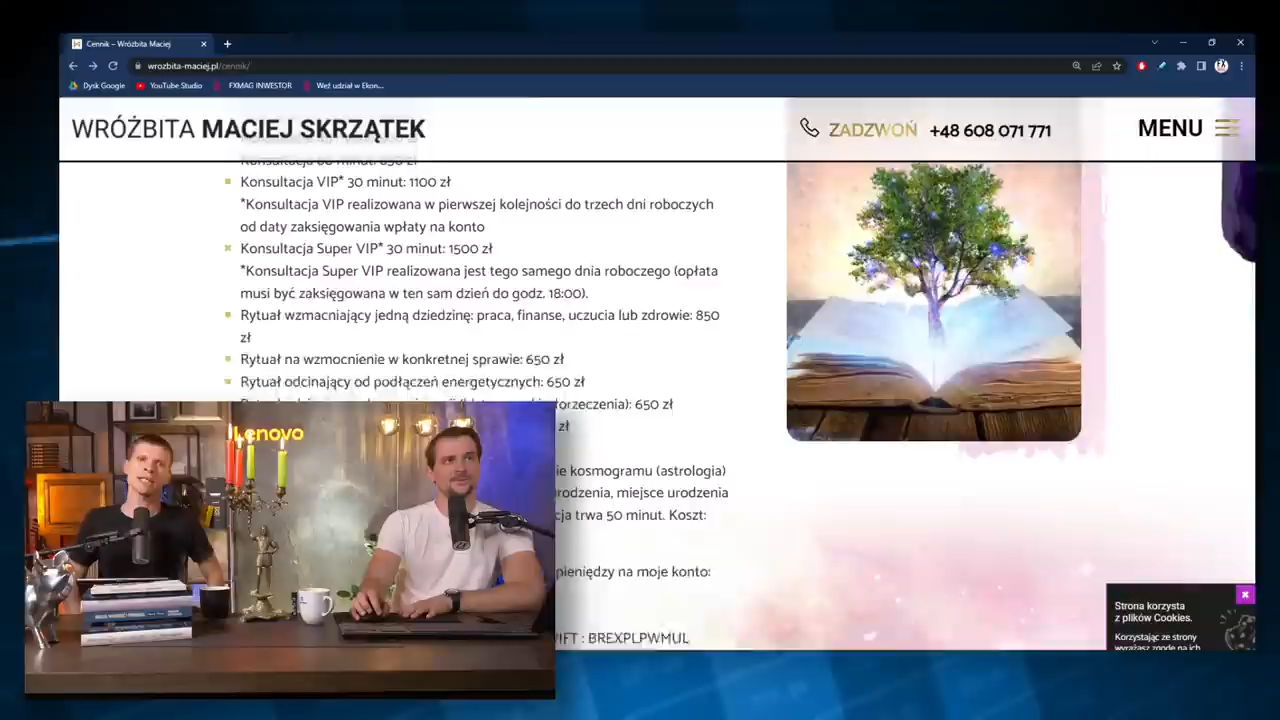 Cennik – Wróżbita Maciej
wrozbita-maciej.pl/cennik/
Dysk Google
YouTube Studio
FXMAG INWESTOR
Weź udział w Ekon...
WRÓŻBITA MACIEJ SKRZĄTEK
ZADZWOŃ +48 608 071 771
MENU
Konsultacja VIP* 30 minut: 1100 zł
*Konsultacja VIP realizowana w pierwszej kolejności do trzech dni roboczych
od daty zaksięgowania wpłaty na konto
Konsultacja Super VIP* 30 minut: 1500 zł
*Konsultacja Super VIP realizowana jest tego samego dnia roboczego (opłata
musi być zaksięgowana w ten sam dzień do godz. 18:00).
Rytuał wzmacniający jedną dziedzinę: praca, finanse, uczucia lub zdrowie: 850
zł
Rytuał na wzmocnienie w konkretnej sprawie: 650 zł
Rytuał odcinający od podłączeń energetycznych: 650 zł
650 zł
zł
kosmogramu (astrologia)
urodzenia, miejsce urodzenia
trwa 50 minut. Koszt:
pieniędzy na moje konto:
BREXPLPWMUL
Lenovo
Strona korzysta
z plików Cookies.
Korzystając ze strony
wyrażasz zgodę na ich